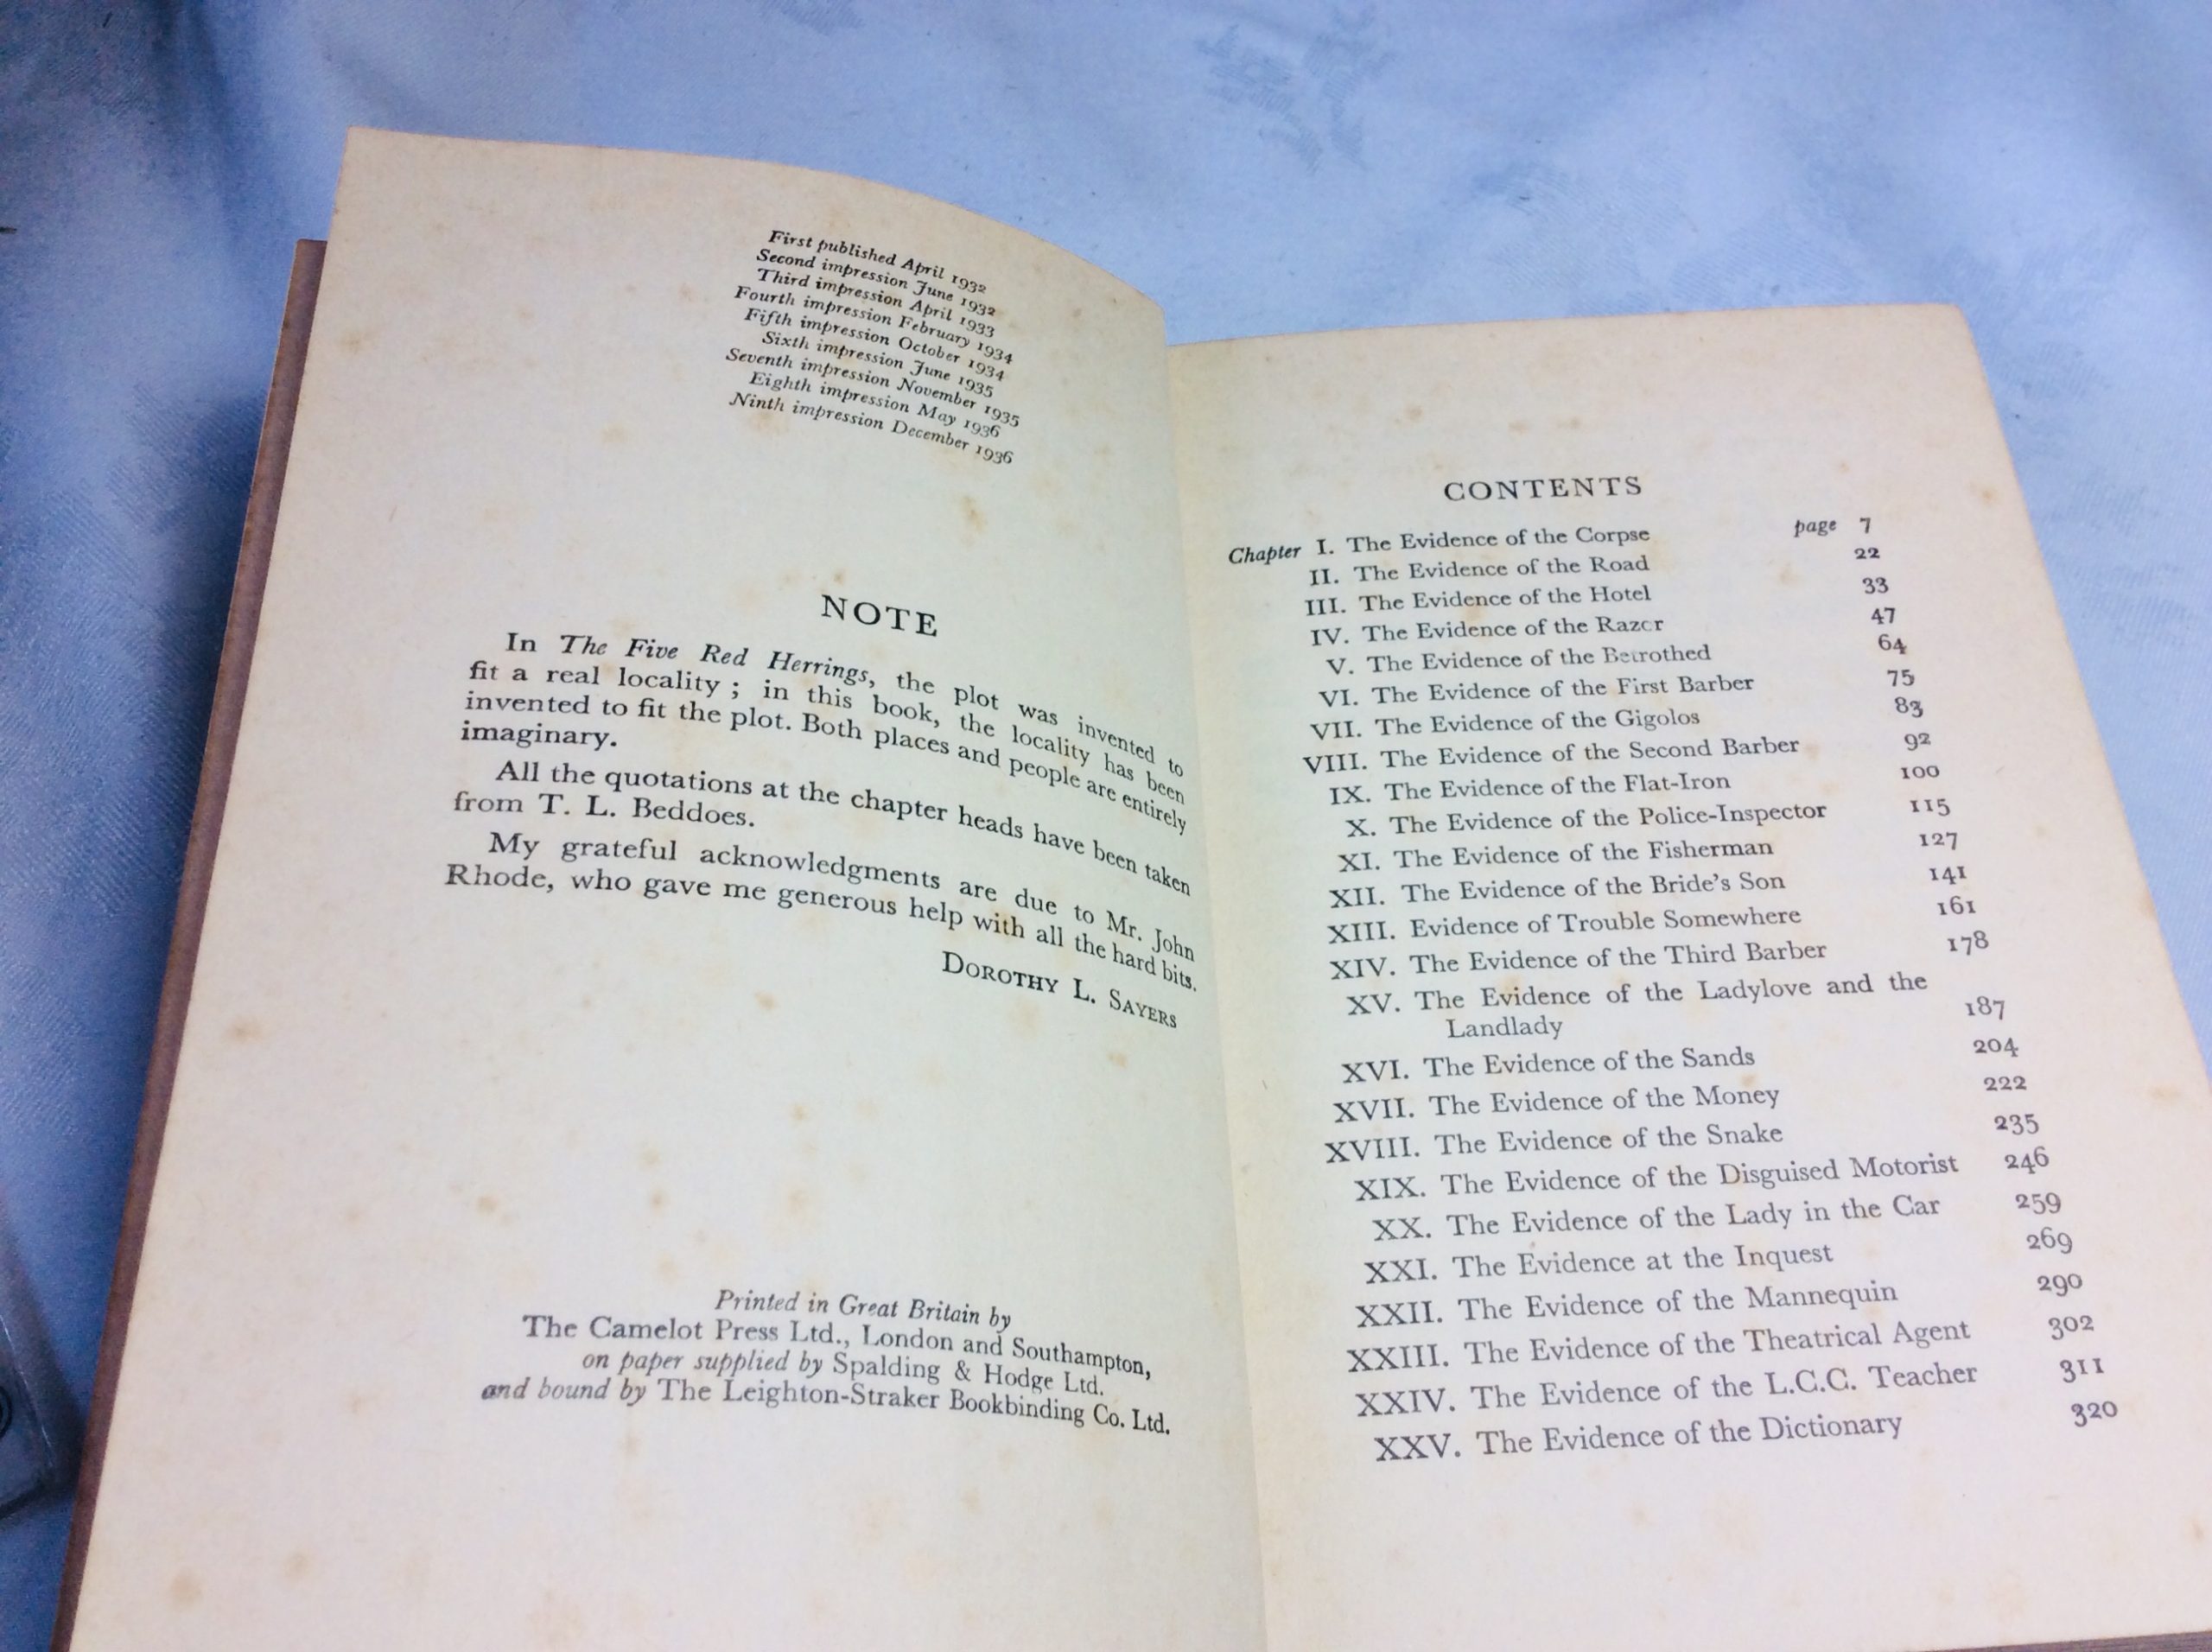 First published April 1932
Second impression June 1932
Third impression April 1933
Fourth impression February 1934
Fifth impression October 1934
Sixth impression June 1935
Seventh impression November 1935
Eighth impression May 1936
Ninth impression December 1936
NOTE
In The Five Red Herrings, the plot was invented to
fit a real locality ; in this book, the locality has been
invented to fit the plot. Both places and people are entirely
imaginary.
All the quotations at the chapter heads have been taken
from T. L. Beddoes.
My grateful acknowledgments are due to Mr. John
Rhode, who gave me generous help with all the hard bits.
DOROTHY L. SAYERS
Printed in Great Britain by
The Camelot Press Ltd., London and Southampton,
on paper supplied by Spalding & Hodge Ltd.
and bound by The Leighton-Straker Bookbinding Co. Ltd.
CONTENTS
Chapter I. The Evidence of the Corpse page 7
II. The Evidence of the Road 22
III. The Evidence of the Hotel 33
IV. The Evidence of the Razor 47
V. The Evidence of the Betrothed 64
VI. The Evidence of the First Barber 75
VII. The Evidence of the Gigolos 83
VIII. The Evidence of the Second Barber 92
IX. The Evidence of the Flat-Iron 100
X. The Evidence of the Police-Inspector 115
XI. The Evidence of the Fisherman 127
XII. The Evidence of the Bride's Son 141
XIII. Evidence of Trouble Somewhere 161
XIV. The Evidence of the Third Barber 178
XV. The Evidence of the Ladylove and the
Landlady 187
XVI. The Evidence of the Sands 204
XVII. The Evidence of the Money 222
XVIII. The Evidence of the Snake 235
XIX. The Evidence of the Disguised Motorist 246
XX. The Evidence of the Lady in the Car 259
XXI. The Evidence at the Inquest 269
XXII. The Evidence of the Mannequin 290
XXIII. The Evidence of the Theatrical Agent 302
XXIV. The Evidence of the L.C.C. Teacher 311
XXV. The Evidence of the Dictionary 320